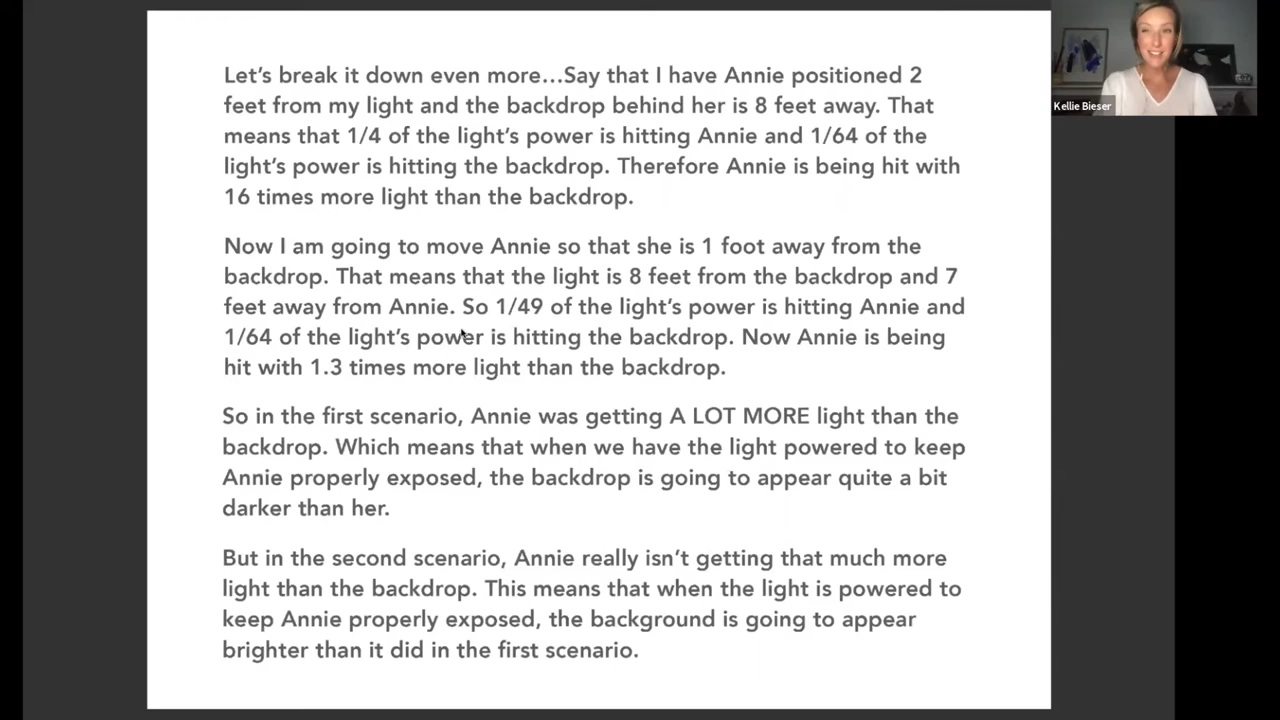 Let’s break it down even more…Say that I have Annie positioned 2
feet from my light and the backdrop behind her is 8 feet away. That
means that 1/4 of the light’s power is hitting Annie and 1/64 of the
light’s power is hitting the backdrop. Therefore Annie is being hit with
16 times more light than the backdrop.
Now I am going to move Annie so that she is 1 foot away from the
backdrop. That means that the light is 8 feet from the backdrop and 7
feet away from Annie. So 1/49 of the light’s power is hitting Annie and
1/64 of the light’s power is hitting the backdrop. Now Annie is being
hit with 1.3 times more light than the backdrop.
So in the first scenario, Annie was getting A LOT MORE light than the
backdrop. Which means that when we have the light powered to keep
Annie properly exposed, the backdrop is going to appear quite a bit
darker than her.
But in the second scenario, Annie really isn’t getting that much more
light than the backdrop. This means that when the light is powered to
keep Annie properly exposed, the background is going to appear
brighter than it did in the first scenario.
Kellie Bieser